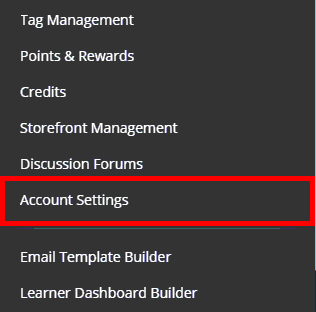 Tag Management
Points & Rewards
Credits
Storefront Management
Discussion Forums
Account Settings
Email Template Builder
Learner Dashboard Builder